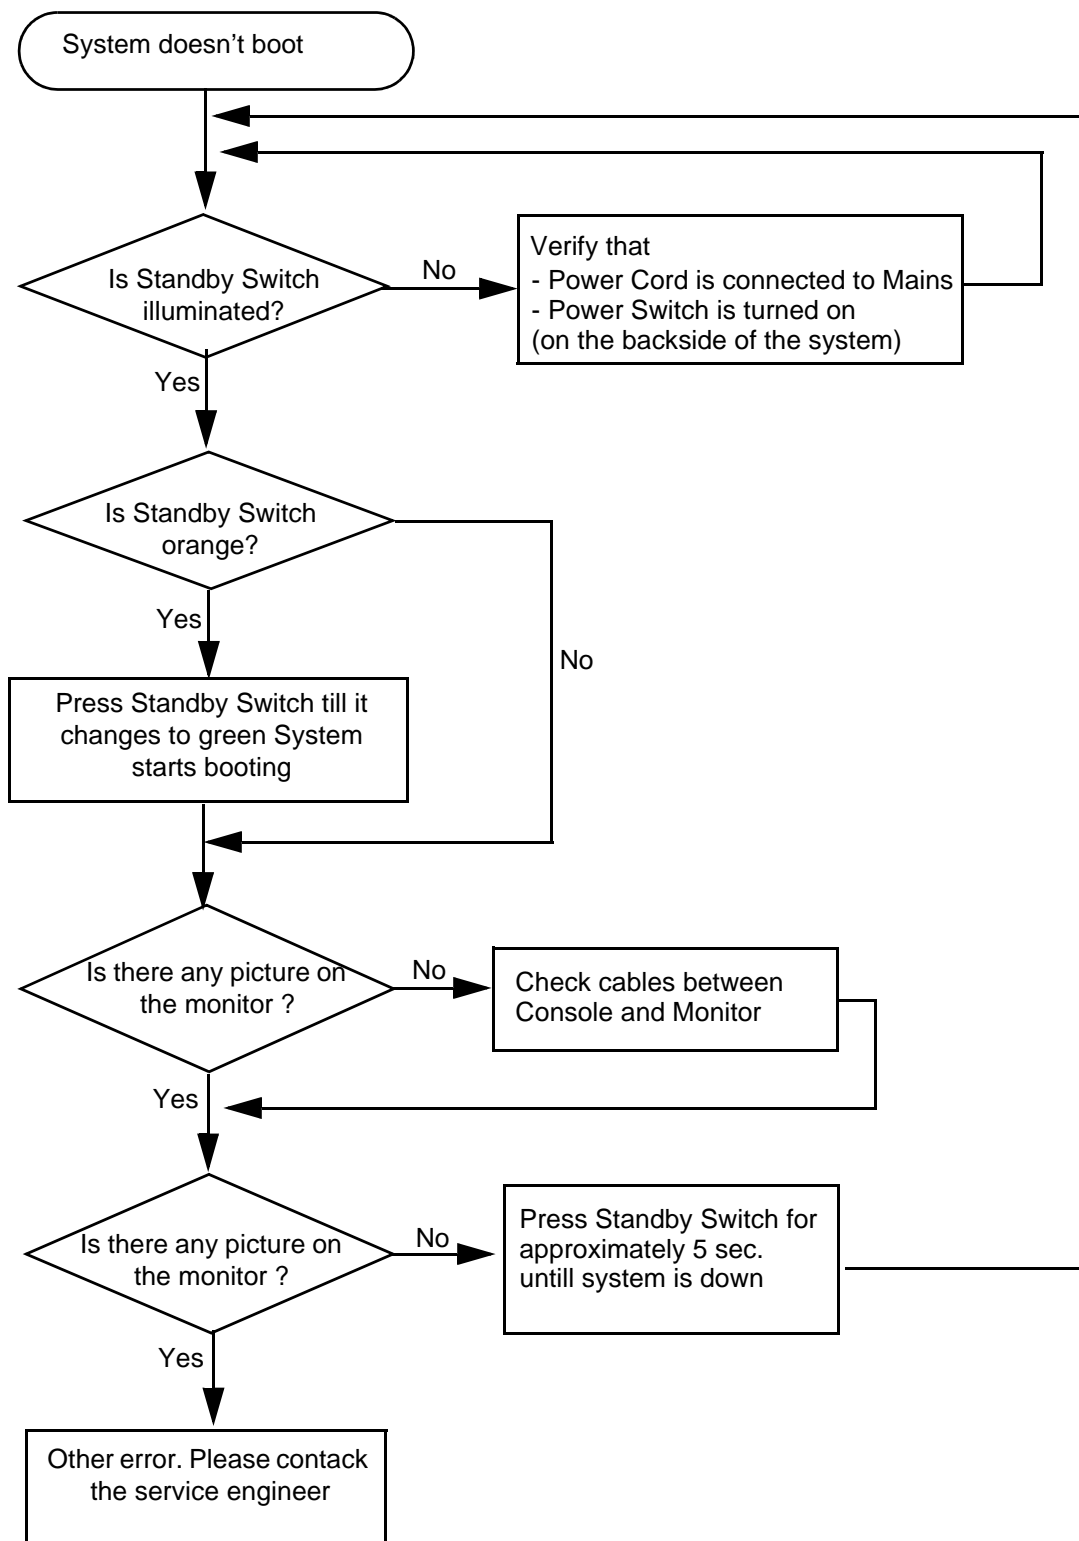 System doesn't boot
Is Standby Switch
illuminated?
No
Verify that
- Power Cord is connected to Mains
- Power Switch is turned on
(on the backside of the system)
Yes
Is Standby Switch
orange?
Yes
No
Press Standby Switch till it
changes to green System
starts booting
Is there any picture on
the monitor ?
No
Check cables between
Console and Monitor
Yes
Is there any picture on
the monitor ?
No
Press Standby Switch for
approximately 5 sec.
untill system is down
Yes
Other error. Please contack
the service engineer